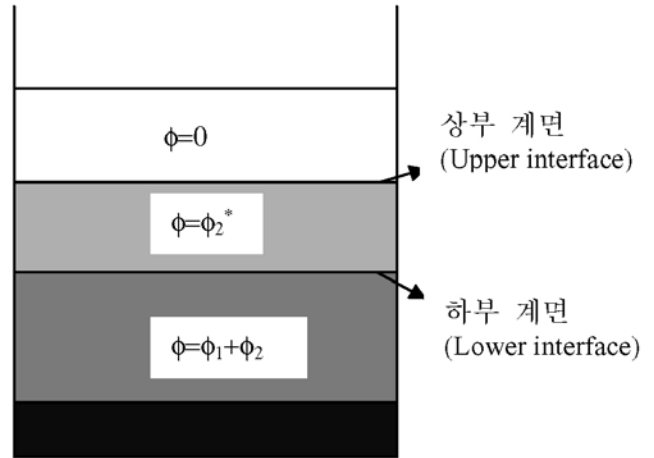 ϕ=0
상부 계면
(Upper interface)
ϕ=ϕ₂*
하부 계면
(Lower interface)
ϕ=ϕ₁+ϕ₂